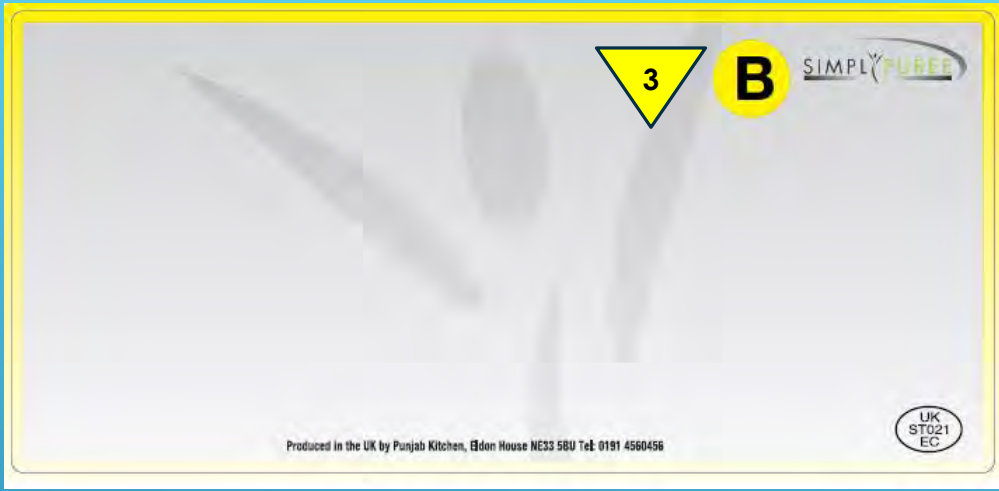 3
B
SIMPLY PUREE
Produced in the UK by Punjab Kitchen, Eldon House NE33 5BU Tel: 0191 4560456
UK
ST021
EC